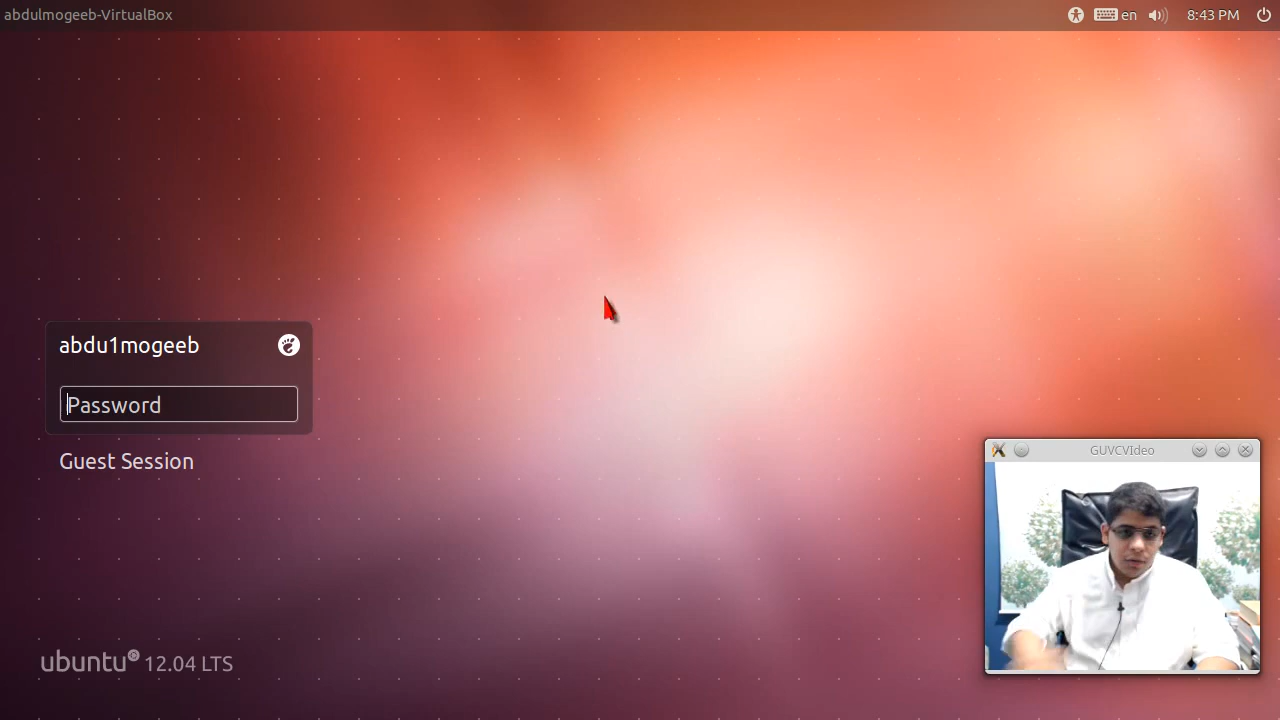 abdulmogeeb-VirtualBox
en
8:43 PM
abdu1mogeeb
Password
Guest Session
GUVCVIdeo
ubuntu 12.04 LTS